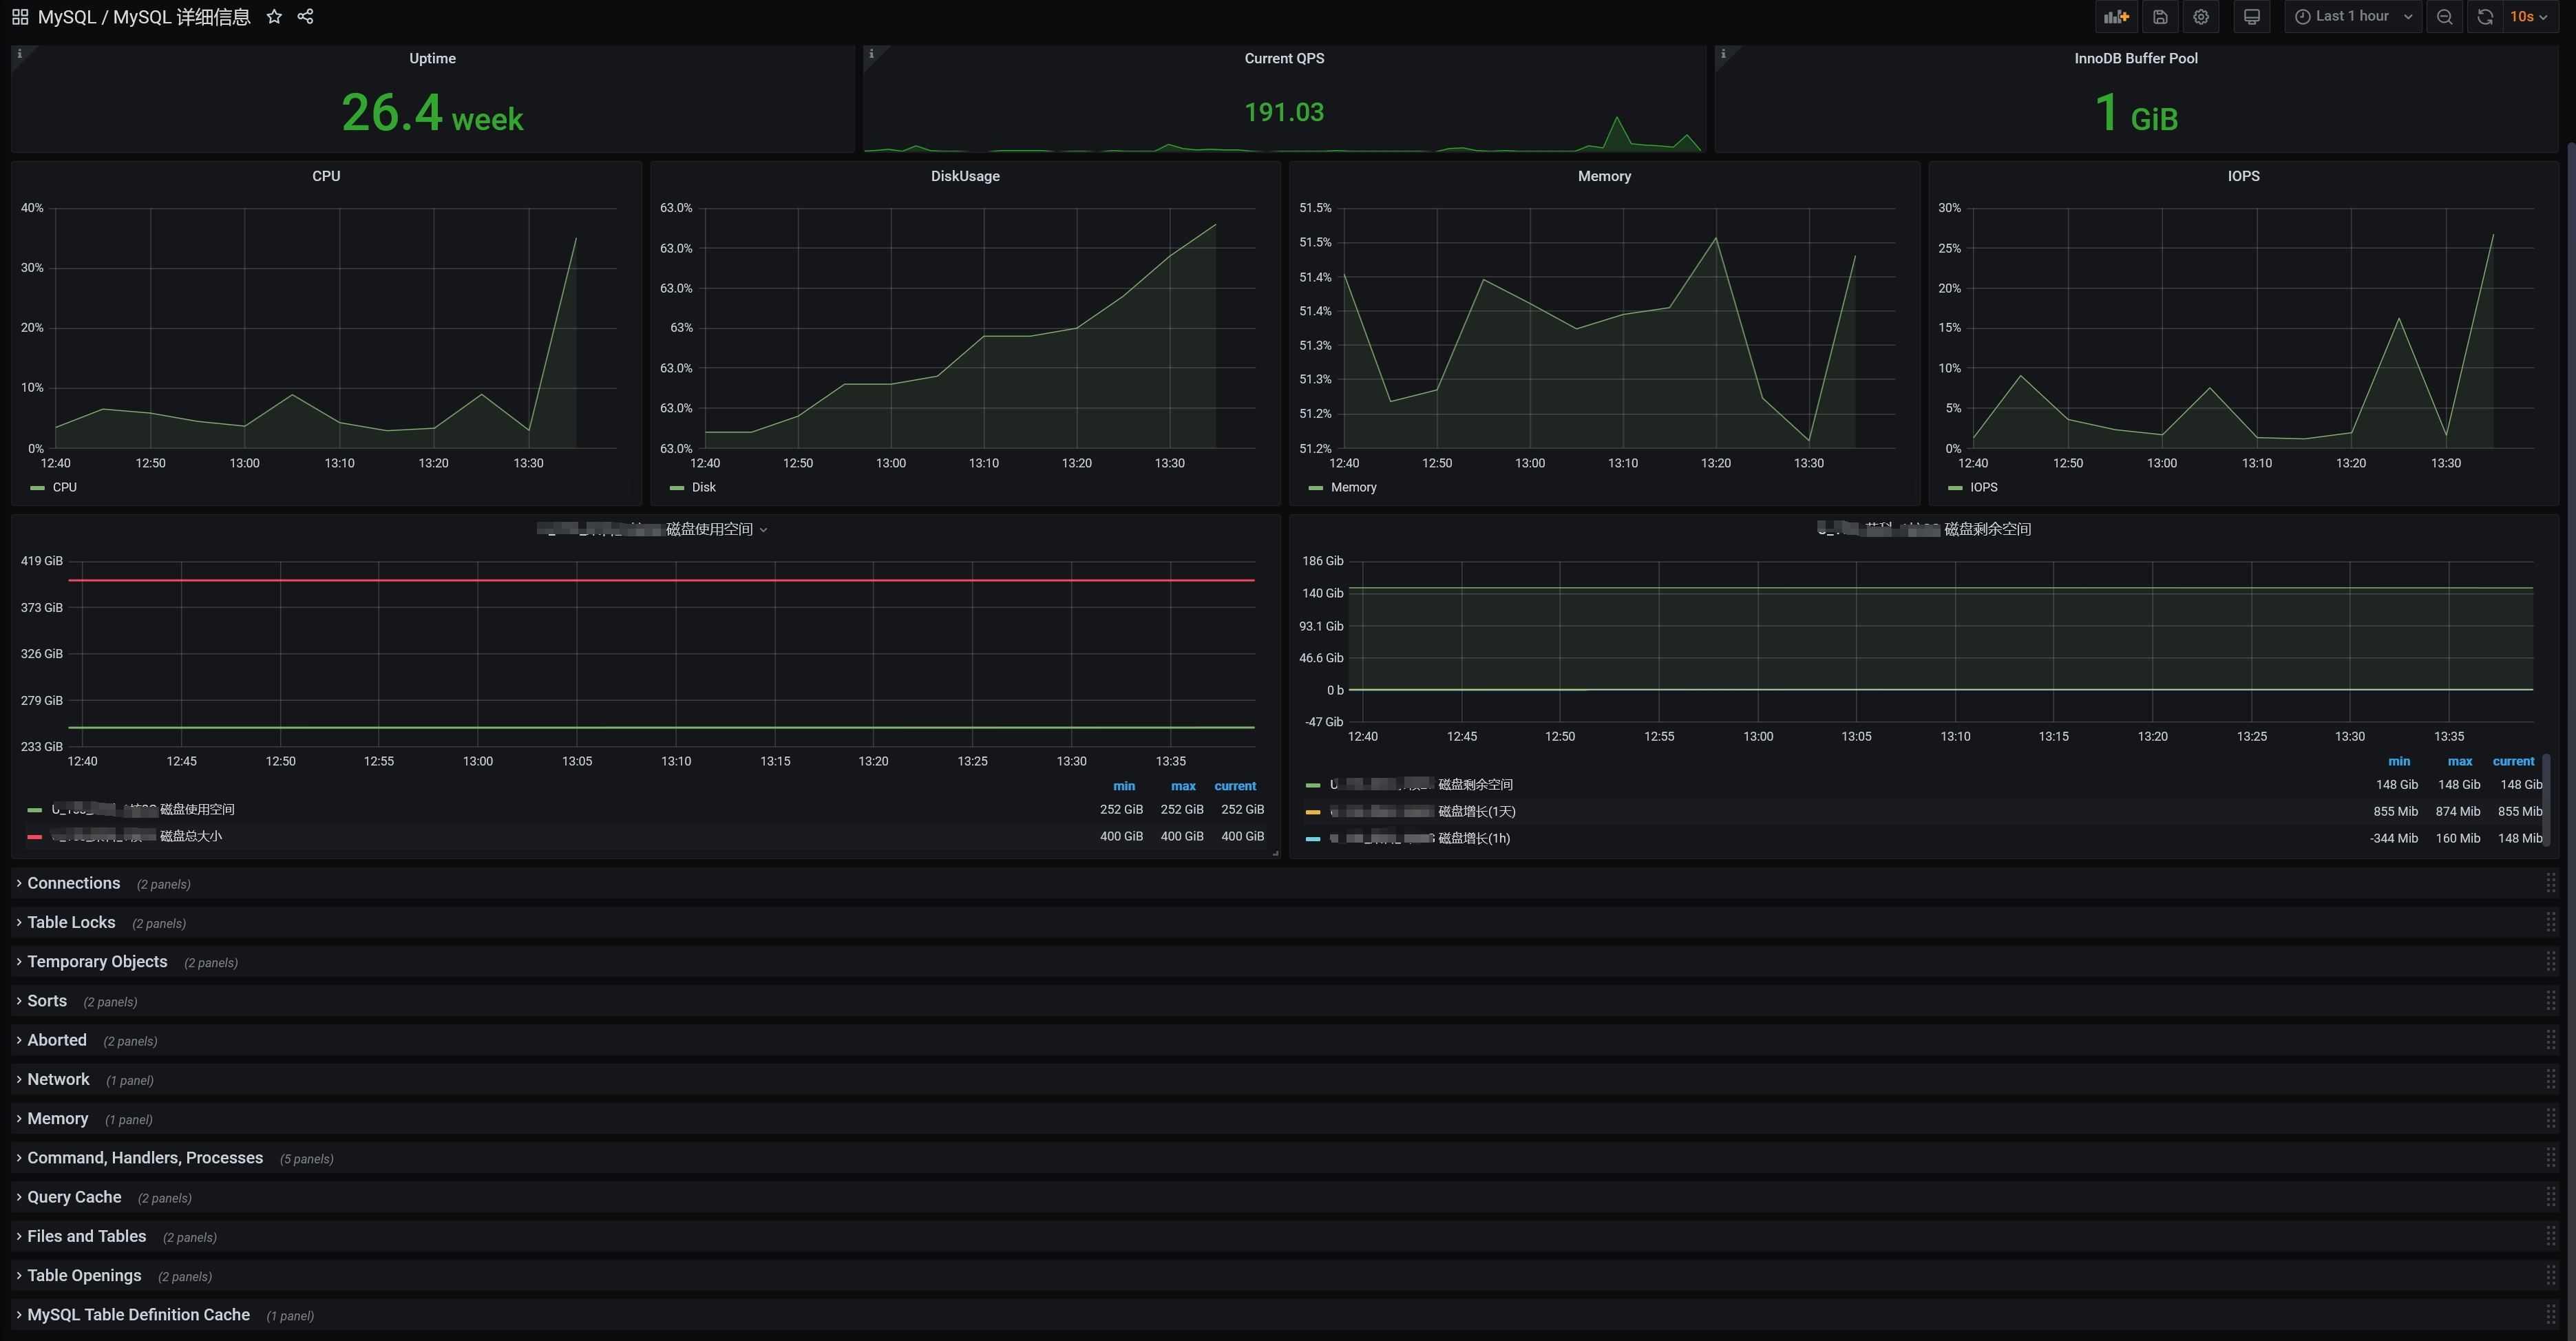 MySQL / MySQL 详细信息
Last 1 hour
10s
Uptime
26.4 week
Current QPS
191.03
InnoDB Buffer Pool
1 GiB
CPU
40%
30%
20%
10%
0%
12:40 12:50 13:00 13:10 13:20 13:30
CPU
DiskUsage
63.0%
63.0%
63.0%
63%
63.0%
63.0%
63.0%
12:40 12:50 13:00 13:10 13:20 13:30
Disk
Memory
51.5%
51.5%
51.4%
51.4%
51.3%
51.3%
51.2%
51.2%
12:40 12:50 13:00 13:10 13:20 13:30
Memory
IOPS
30%
25%
20%
15%
10%
5%
0%
12:40 12:50 13:00 13:10 13:20 13:30
IOPS
磁盘使用空间
419 GiB
373 GiB
326 GiB
279 GiB
233 GiB
12:40 12:45 12:50 12:55 13:00 13:05 13:10 13:15 13:20 13:25 13:30 13:35
min max current
磁盘使用空间 252 GiB 252 GiB 252 GiB
磁盘总大小 400 GiB 400 GiB 400 GiB
磁盘剩余空间
186 Gib
140 Gib
93.1 Gib
46.6 Gib
0 b
-47 Gib
12:40 12:45 12:50 12:55 13:00 13:05 13:10 13:15 13:20 13:25 13:30 13:35
min max current
磁盘剩余空间 148 Gib 148 Gib 148 Gib
磁盘增长(1天) 855 Mib 874 Mib 855 Mib
磁盘增长(1h) -344 Mib 160 Mib 148 Mib
Connections (2 panels)
Table Locks (2 panels)
Temporary Objects (2 panels)
Sorts (2 panels)
Aborted (2 panels)
Network (1 panel)
Memory (1 panel)
Command, Handlers, Processes (5 panels)
Query Cache (2 panels)
Files and Tables (2 panels)
Table Openings (2 panels)
MySQL Table Definition Cache (1 panel)